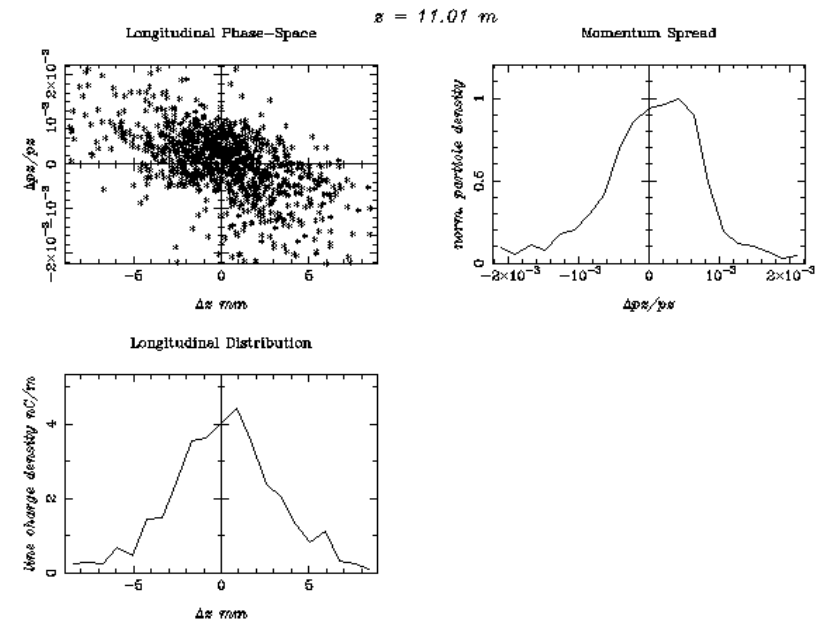 z = 11.01 m
Longitudinal Phase-Space
Δpz/pz
-2×10⁻³ -10⁻³ 0 10⁻³ 2×10⁻³
-5 0 5
Δz mm
Momentum Spread
norm. particle density
0 0.5 1
-2×10⁻³ -10⁻³ 0 10⁻³ 2×10⁻³
Δpz/pz
Longitudinal Distribution
line charge density nC/m
0 2 4
-5 0 5
Δz mm